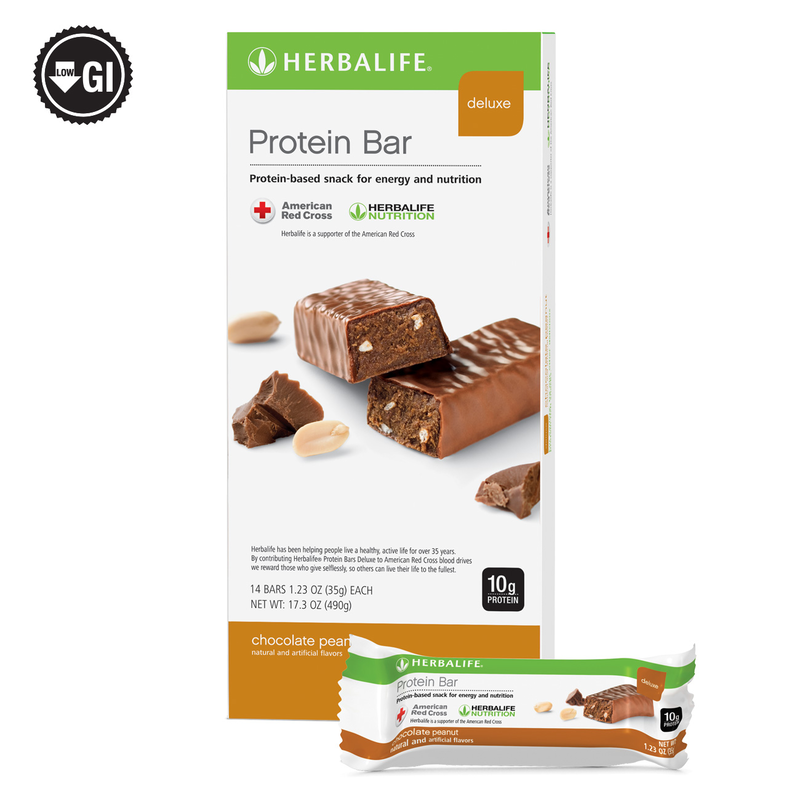 LOW GI
HERBALIFE®
deluxe
Protein Bar
Protein-based snack for energy and nutrition
American
Red Cross
HERBALIFE
NUTRITION
Herbalife is a supporter of the American Red Cross
Herbalife has been helping people live a healthy, active life for over 35 years.
By contributing Herbalife® Protein Bars Deluxe to American Red Cross blood drives
we reward those who give selflessly, so others can live their life to the fullest.
14 BARS 1.23 OZ (35g) EACH
NET WT: 17.3 OZ (490g)
10g
PROTEIN
chocolate pean
natural and artificial flavors
HERBALIFE®
Protein Bar
deluxe
Protein-based snack for energy and nutrition
American
Red Cross
HERBALIFE
NUTRITION
Herbalife is a supporter of the American Red Cross
10g
chocolate peanut
natural and artificial flavors
NET
1.23 OZ